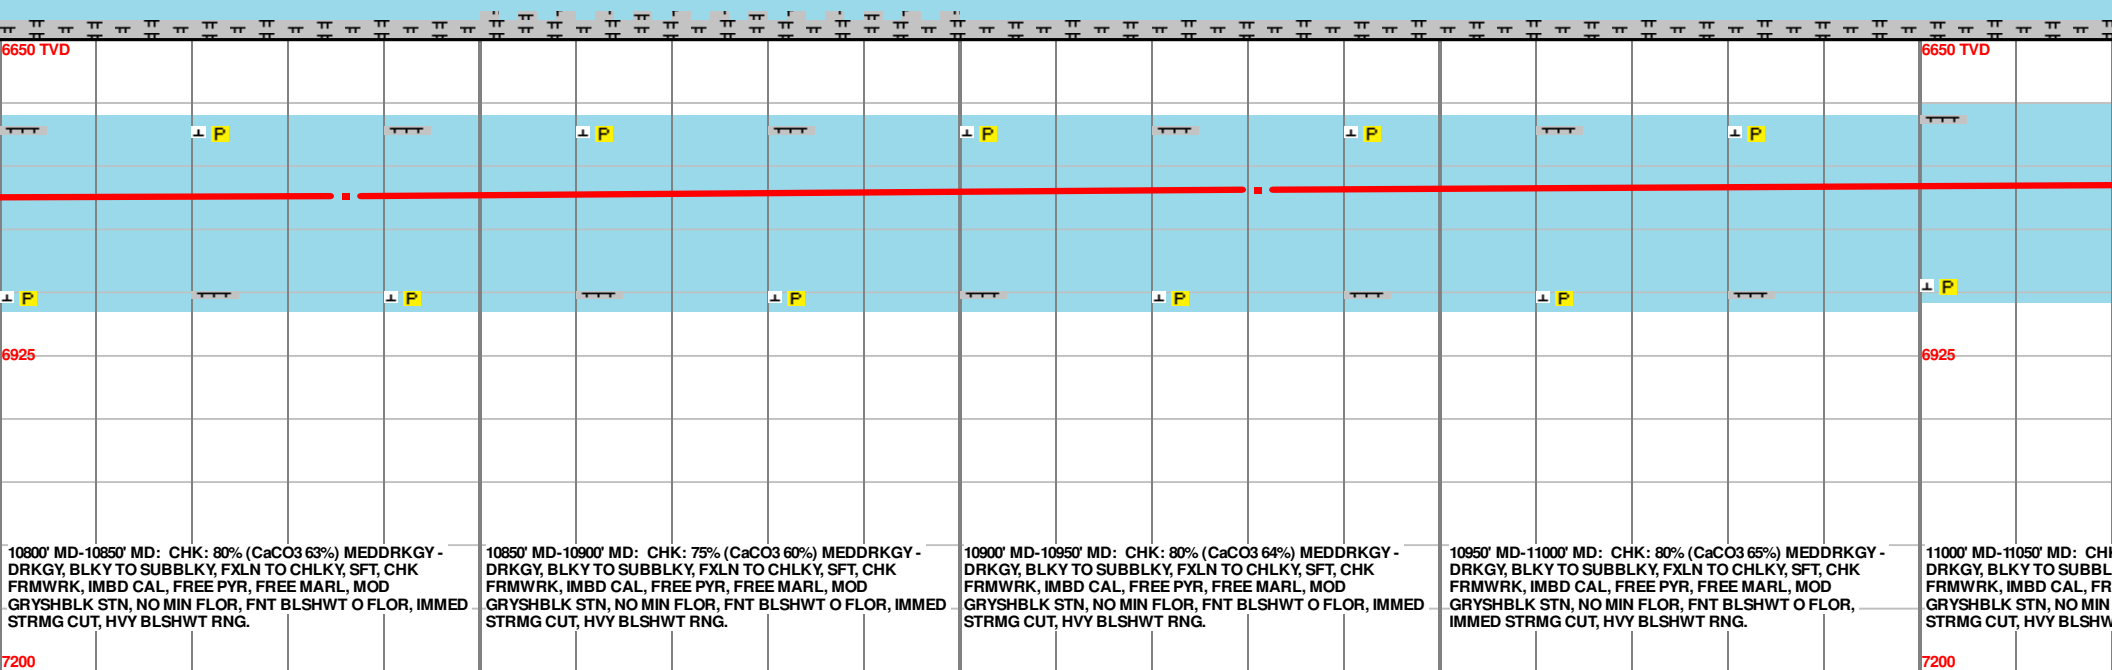 6650 TVD
6650 TVD
P
P
P
P
P
P
P
P
P
P
P
6925
6925
10800' MD-10850' MD: CHK: 80% (CaCO3 63%) MEDDRKGY -
DRKGY, BLKY TO SUBBLKY, FXLN TO CHLKY, SFT, CHK
FRMWRK, IMBD CAL, FREE PYR, FREE MARL, MOD
GRYSHBLK STN, NO MIN FLOR, FNT BLSHWT O FLOR, IMMED
STRMG CUT, HVY BLSHWT RNG.
10850' MD-10900' MD: CHK: 75% (CaCO3 60%) MEDDRKGY -
DRKGY, BLKY TO SUBBLKY, FXLN TO CHLKY, SFT, CHK
FRMWRK, IMBD CAL, FREE PYR, FREE MARL, MOD
GRYSHBLK STN, NO MIN FLOR, FNT BLSHWT O FLOR, IMMED
STRMG CUT, HVY BLSHWT RNG.
10900' MD-10950' MD: CHK: 80% (CaCO3 64%) MEDDRKGY -
DRKGY, BLKY TO SUBBLKY, FXLN TO CHLKY, SFT, CHK
FRMWRK, IMBD CAL, FREE PYR, FREE MARL, MOD
GRYSHBLK STN, NO MIN FLOR, FNT BLSHWT O FLOR, IMMED
STRMG CUT, HVY BLSHWT RNG.
10950' MD-11000' MD: CHK: 80% (CaCO3 65%) MEDDRKGY -
DRKGY, BLKY TO SUBBLKY, FXLN TO CHLKY, SFT, CHK
FRMWRK, IMBD CAL, FREE PYR, FREE MARL, MOD
GRYSHBLK STN, NO MIN FLOR, FNT BLSHWT O FLOR,
IMMED STRMG CUT, HVY BLSHWT RNG.
11000' MD-11050' MD: CH
DRKGY, BLKY TO SUBBL
FRMWRK, IMBD CAL, FR
GRYSHBLK STN, NO MIN
STRMG CUT, HVY BLSHW
7200
7200